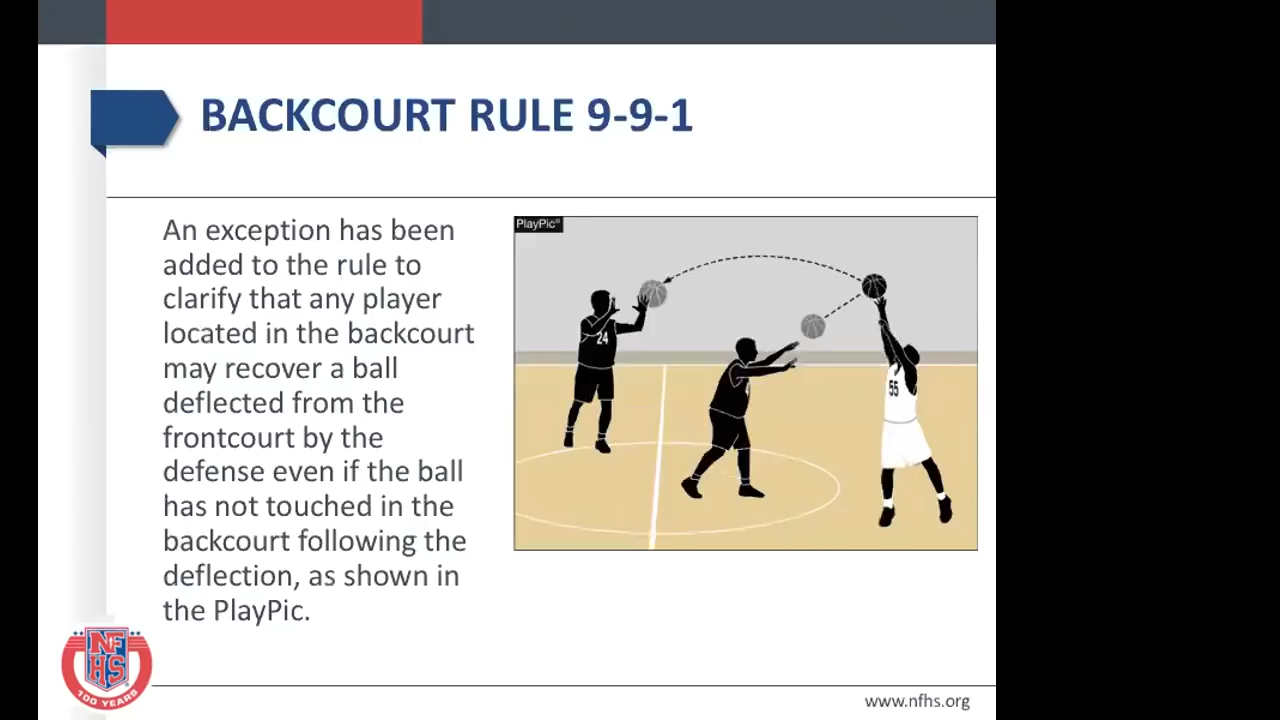 BACKCOURT RULE 9-9-1
An exception has been
added to the rule to
clarify that any player
located in the backcourt
may recover a ball
deflected from the
frontcourt by the
defense even if the ball
has not touched in the
backcourt following the
deflection, as shown in
the PlayPic.
PlayPic®
24
55
NF
HS
100 YEARS
www.nfhs.org